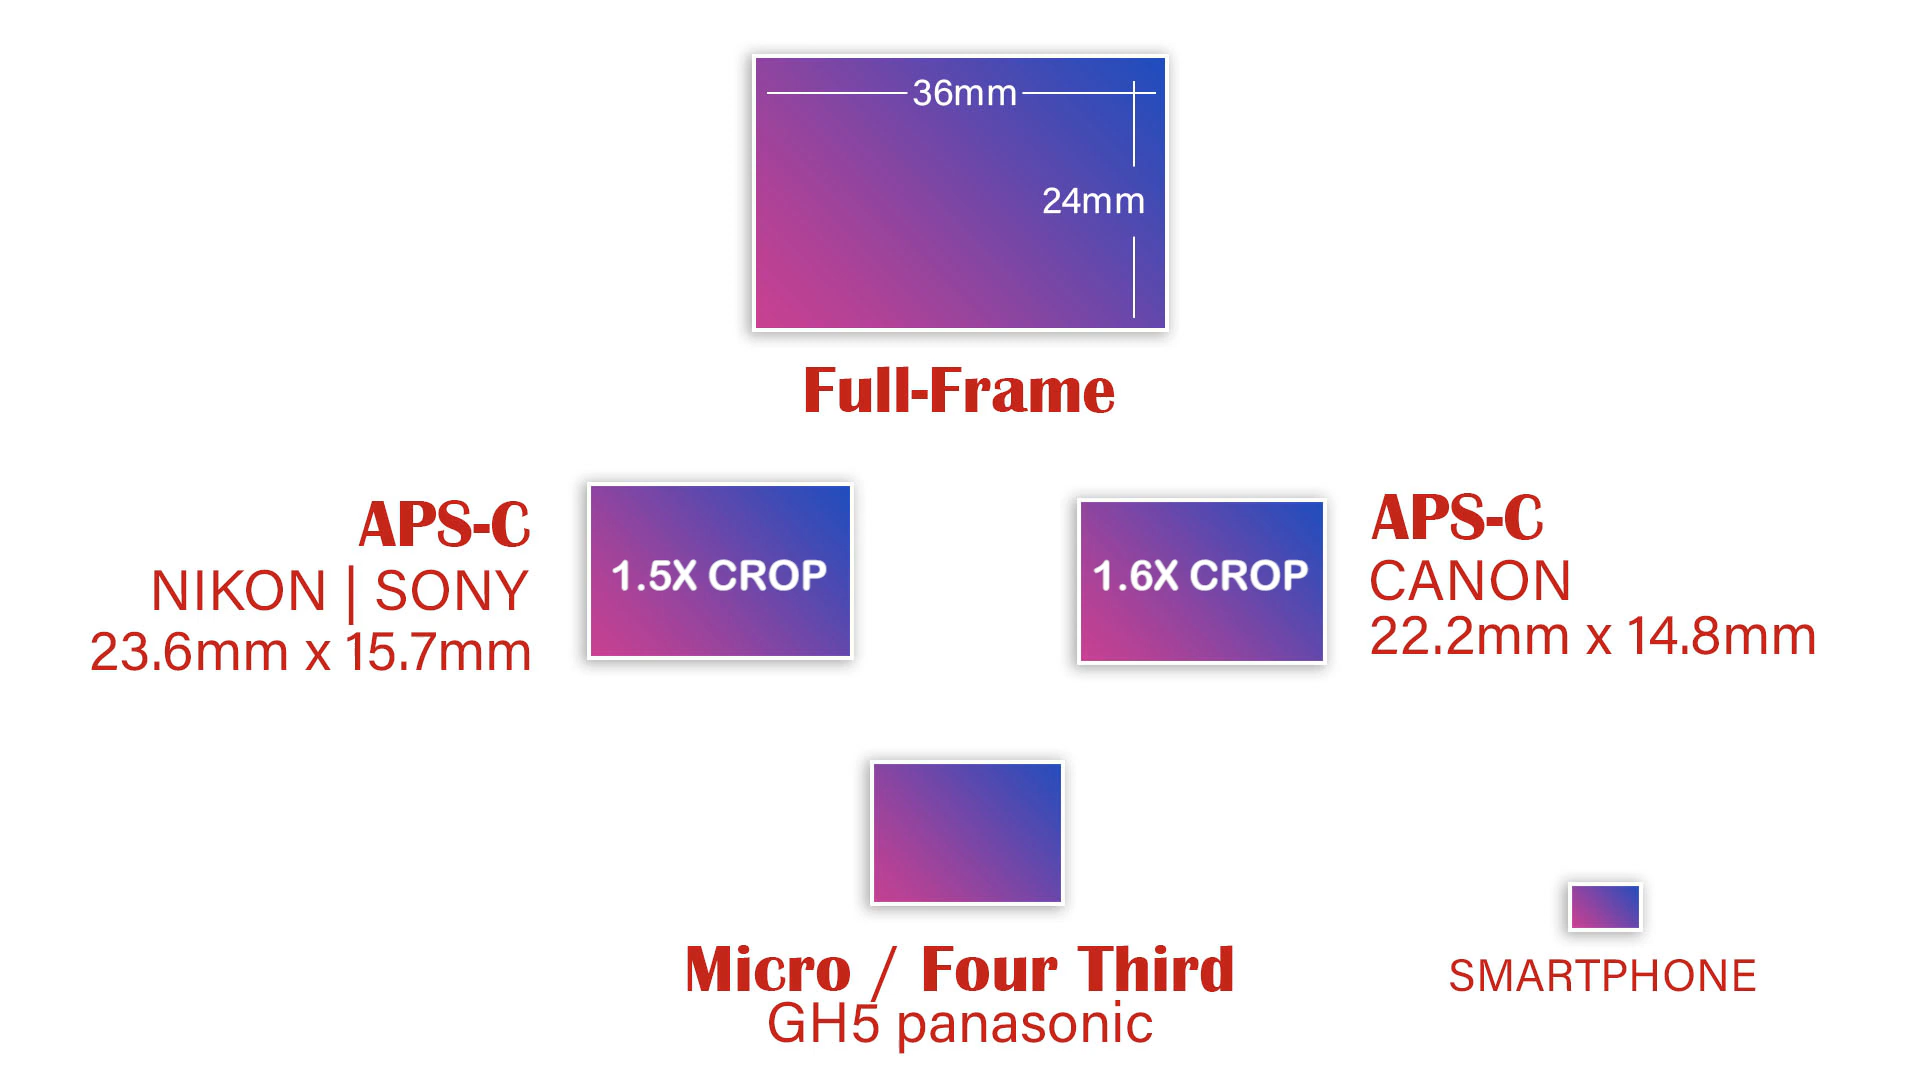 36mm
24mm
Full-Frame
APS-C
NIKON | SONY
23.6mm x 15.7mm
1.5X CROP
1.6X CROP
APS-C
CANON
22.2mm x 14.8mm
Micro / Four Third
GH5 panasonic
SMARTPHONE